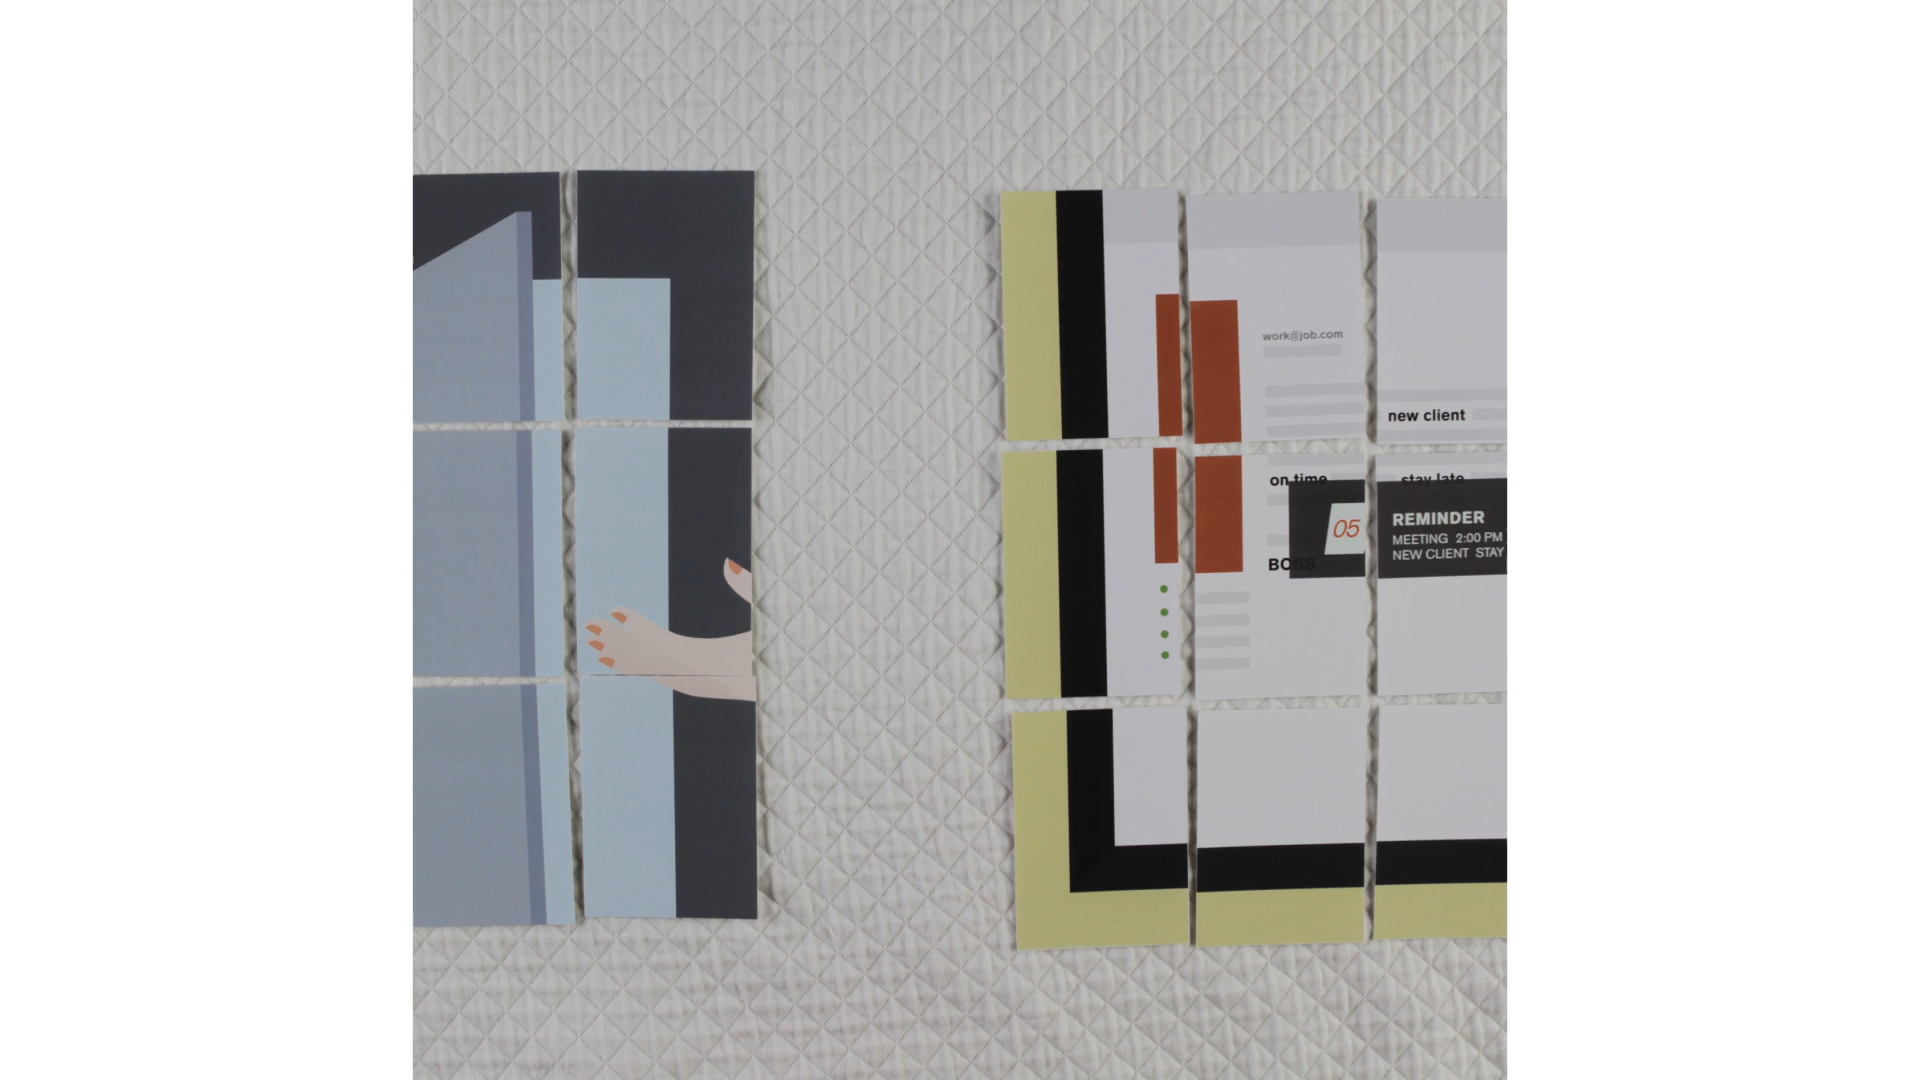 work@job.com
new client
on time
stay late
05
REMINDER
MEETING 2:00 PM
NEW CLIENT STAY
BOSS